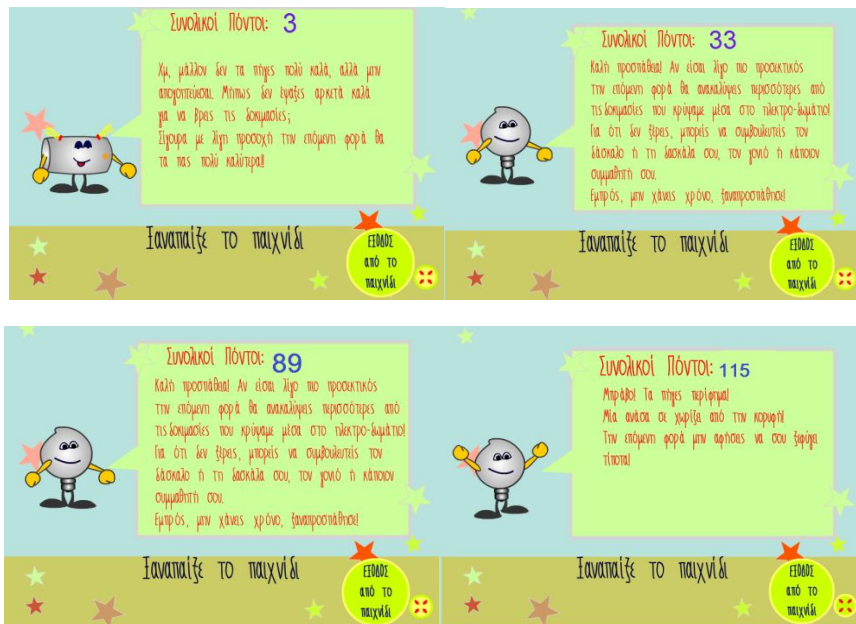 Συνολικοί Πόντοι: 3
Χμ, μάλλον δεν τα πήγες πολύ καλά, αλλά μην
απογοητεύεσαι. Μήπως δεν έψαξες αρκετά καλά
για να βρεις τις δοκιμασίες;
Σίγουρα με λίγη προσοχή την επόμενη φορά θα
τα πας πολύ καλύτερα!
Ξαναπαίξε το παιχνίδι
ΕΞΟΔΟΣ
από το
παιχνίδι
Συνολικοί Πόντοι: 33
Καλή προσπάθεια! Αν είσαι λίγο πιο προσεκτικός
την επόμενη φορά θα ανακαλύψεις περισσότερες από
τις δοκιμασίες που κρύψαμε μέσα στο ηλεκτρο-δωμάτιο!
Για ότι δεν ξέρεις, μπορείς να συμβουλευτείς τον
δάσκαλο ή τη δασκάλα σου, τον γονιό ή κάποιον
συμμαθητή σου.
Εμπρός, μην χάνεις χρόνο, ξαναπροσπάθησε!
Ξαναπαίξε το παιχνίδι
ΕΞΟΔΟΣ
από το
παιχνίδι
Συνολικοί Πόντοι: 89
Καλή προσπάθεια! Αν είσαι λίγο πιο προσεκτικός
την επόμενη φορά θα ανακαλύψεις περισσότερες από
τις δοκιμασίες που κρύψαμε μέσα στο ηλεκτρο-δωμάτιο!
Για ότι δεν ξέρεις, μπορείς να συμβουλευτείς τον
δάσκαλο ή τη δασκάλα σου, τον γονιό ή κάποιον
συμμαθητή σου.
Εμπρός, μην χάνεις χρόνο, ξαναπροσπάθησε!
Ξαναπαίξε το παιχνίδι
ΕΞΟΔΟΣ
από το
παιχνίδι
Συνολικοί Πόντοι: 115
Μπράβο! Τα πήγες περίφημα!
Μία ανάσα σε χωρίζει από την κορυφή!
Την επόμενη φορά μην αφήσεις να σου ξεφύγει
τίποτα!
Ξαναπαίξε το παιχνίδι
ΕΞΟΔΟΣ
από το
παιχνίδι